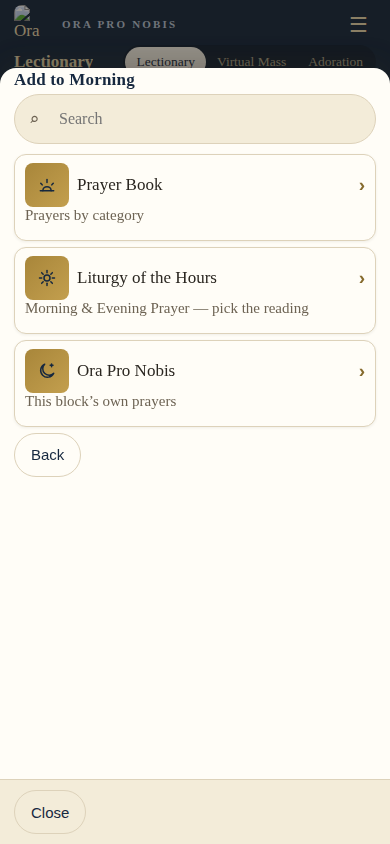 Ora
ORA PRO NOBIS
Lectionary
Lectionary
Virtual Mass
Adoration
Add to Morning
Search
Prayer Book
Prayers by category
Liturgy of the Hours
Morning & Evening Prayer — pick the reading
Ora Pro Nobis
This block’s own prayers
Back
Close